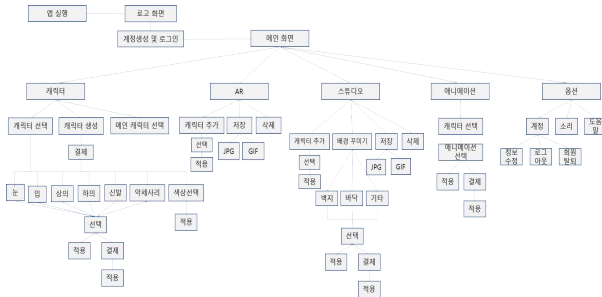 앱 실행
로고 화면
계정생성 및 로그인
메인 화면
캐릭터
AR
스튜디오
애니메이션
옵션
캐릭터 선택
캐릭터 생성
메인 캐릭터 선택
결제
눈
입
상의
하의
신발
악세사리
색상선택
선택
적용
결제
적용
적용
캐릭터 추가
저장
삭제
선택
적용
JPG
GIF
캐릭터 추가
배경 꾸미기
저장
삭제
선택
적용
JPG
GIF
벽지
바닥
기타
선택
적용
결제
적용
캐릭터 선택
애니메이션
선택
적용
결제
적용
계정
소리
도움
말
정보
수정
로그
아웃
회원
탈퇴